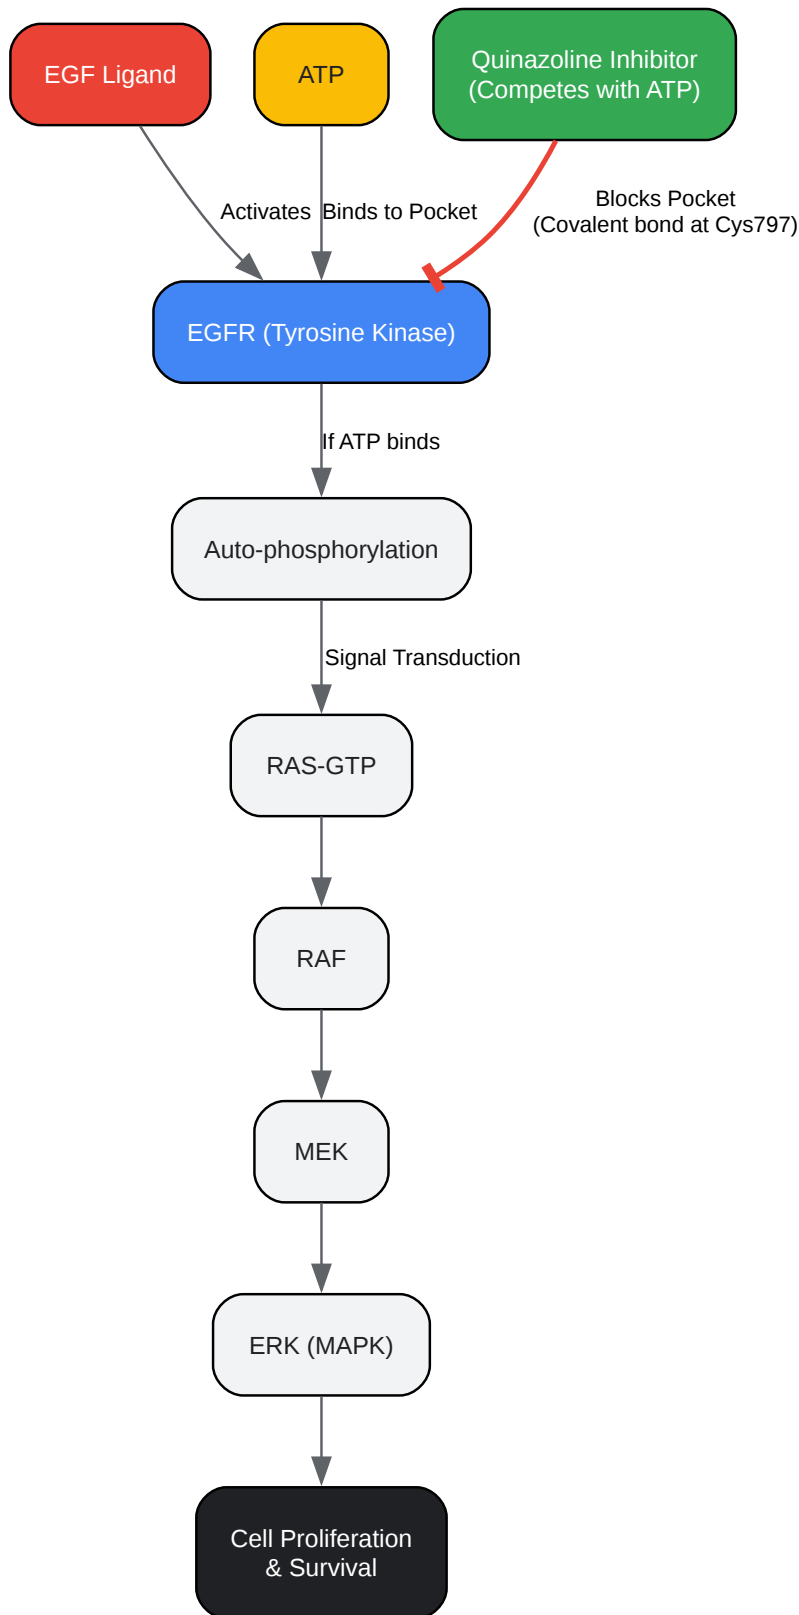 EGF Ligand
ATP
Quinazoline Inhibitor
(Competes with ATP)
Activates
Binds to Pocket
Blocks Pocket
(Covalent bond at Cys797)
EGFR (Tyrosine Kinase)
If ATP binds
Auto-phosphorylation
Signal Transduction
RAS-GTP
RAF
MEK
ERK (MAPK)
Cell Proliferation
& Survival